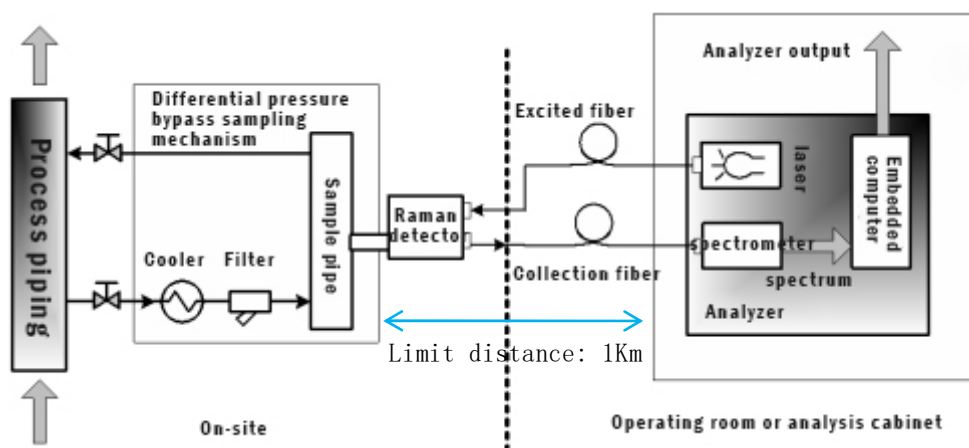 Process piping
Differential pressure
bypass sampling
mechanism
Cooler
Filter
Sample pipe
Raman
detector
Excited fiber
Collection fiber
Limit distance: 1Km
On-site
Analyzer output
laser
Embedded
computer
spectrometer
spectrum
Analyzer
Operating room or analysis cabinet